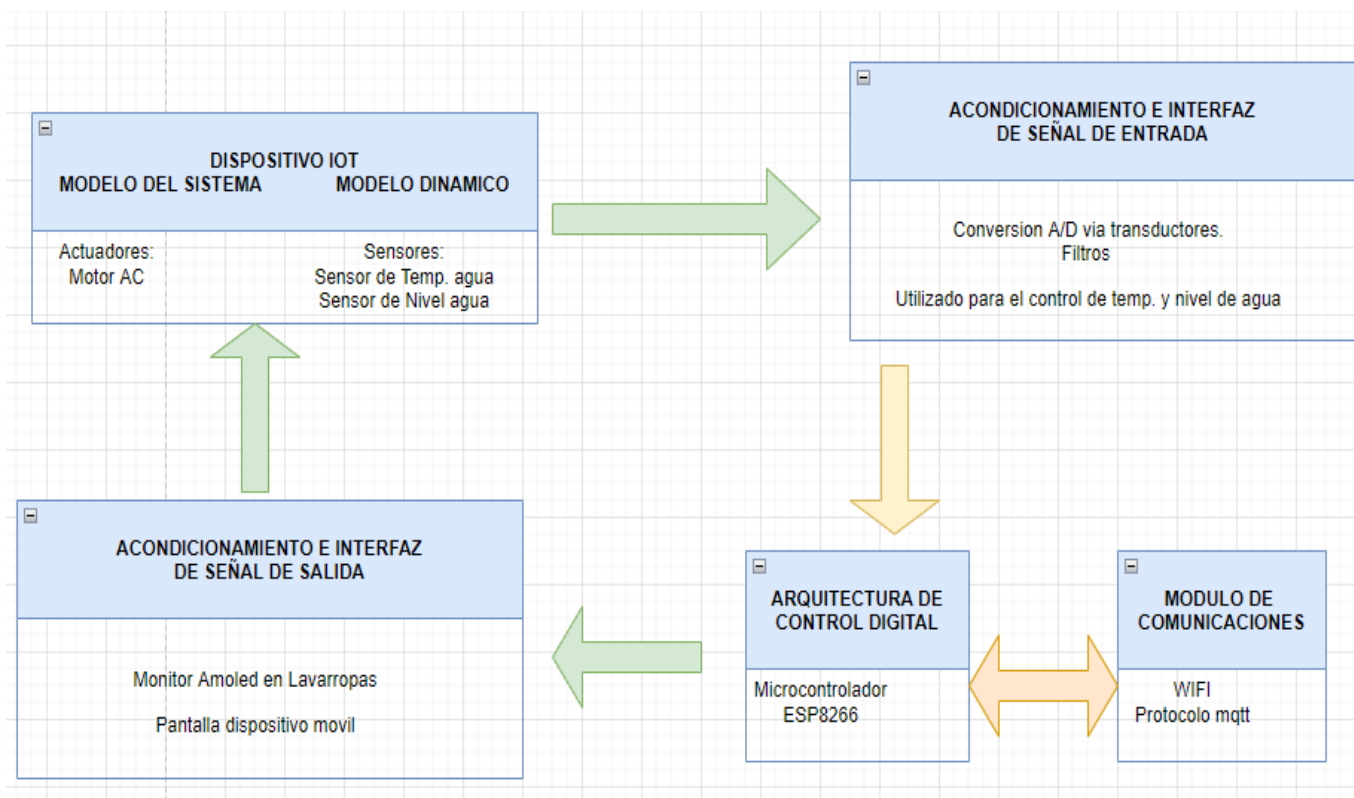 DISPOSITIVO IOT
MODELO DEL SISTEMA MODELO DINAMICO
Actuadores:
Motor AC
Sensores:
Sensor de Temp. agua
Sensor de Nivel agua
ACONDICIONAMIENTO E INTERFAZ
DE SEÑAL DE ENTRADA
Conversion A/D via transductores.
Filtros
Utilizado para el control de temp. y nivel de agua
ACONDICIONAMIENTO E INTERFAZ
DE SEÑAL DE SALIDA
Monitor Amoled en Lavarropas
Pantalla dispositivo movil
ARQUITECTURA DE
CONTROL DIGITAL
Microcontrolador
ESP8266
MODULO DE
COMUNICACIONES
WIFI
Protocolo mqtt